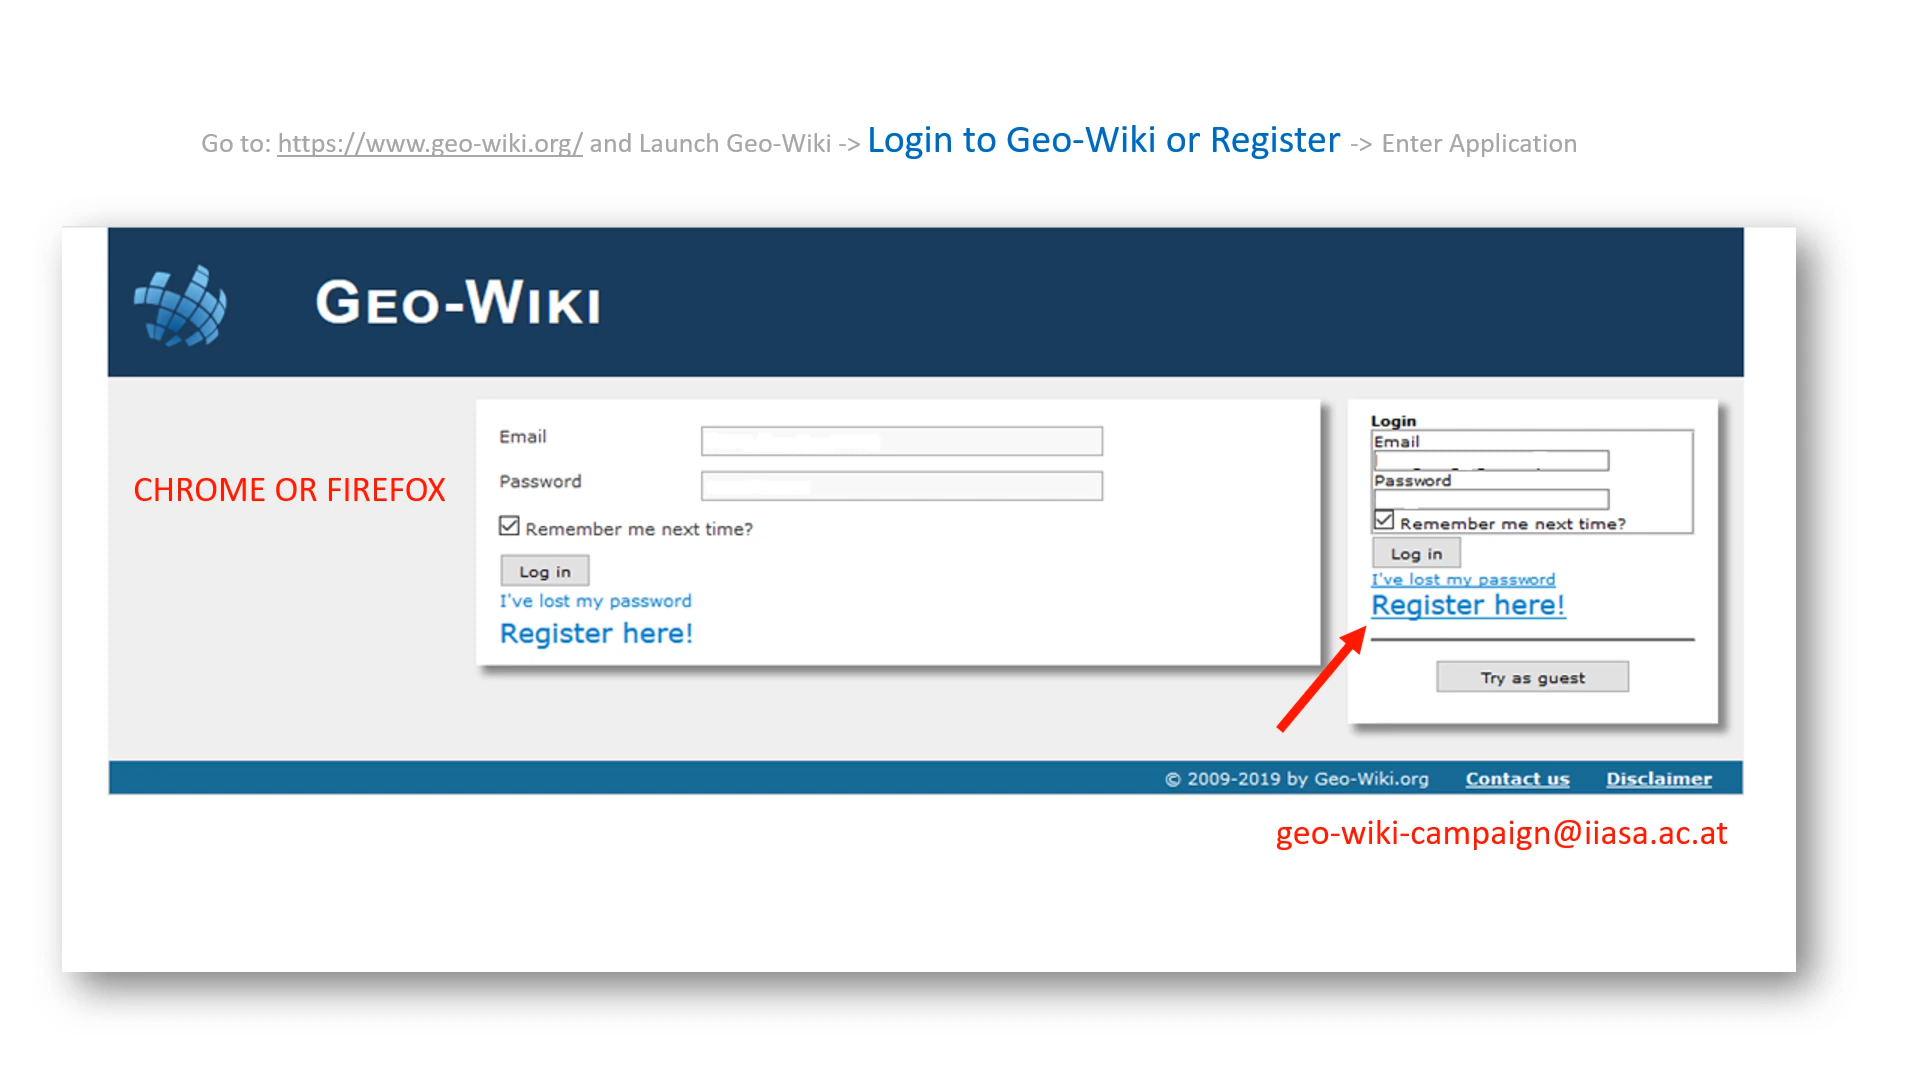 Go to: https://www.geo-wiki.org/ and Launch Geo-Wiki -> Login to Geo-Wiki or Register -> Enter Application
GEO-WIKI
CHROME OR FIREFOX
Email
Password
Remember me next time?
Log in
I've lost my password
Register here!
Login
Email
Password
Remember me next time?
Log in
I've lost my password
Register here!
Try as guest
© 2009-2019 by Geo-Wiki.org Contact us Disclaimer
geo-wiki-campaign@iiasa.ac.at